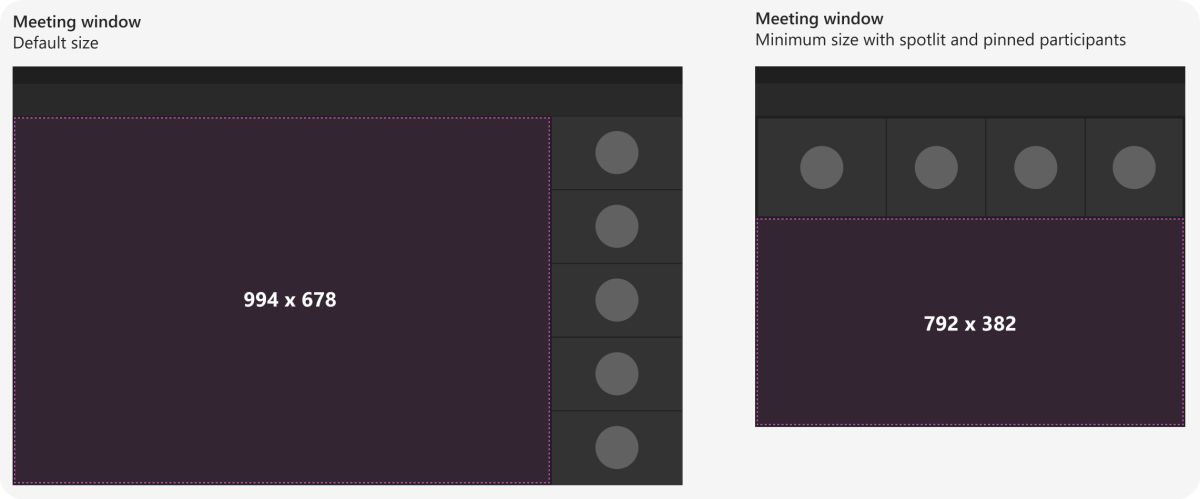 Meeting window
Default size
994 x 678
Meeting window
Minimum size with spotlit and pinned participants
792 x 382